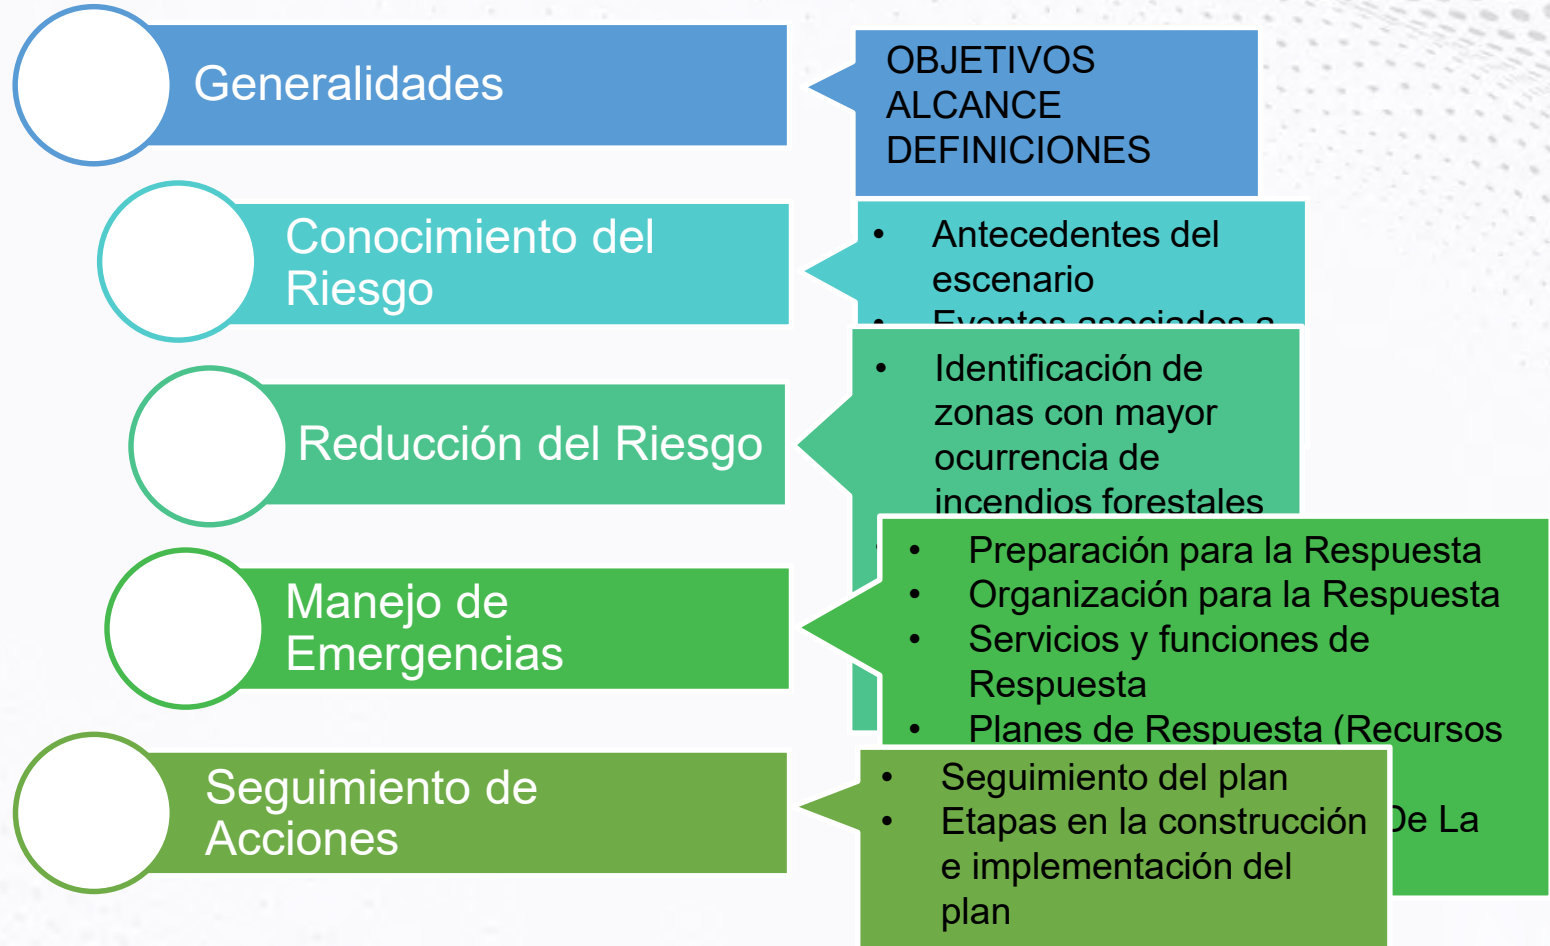 Generalidades
OBJETIVOS
ALCANCE
DEFINICIONES
Conocimiento del
Riesgo
• Antecedentes del
escenario
• Eventos asociados a
Reducción del Riesgo
• Identificación de
zonas con mayor
ocurrencia de
incendios forestales
Manejo de
Emergencias
• Preparación para la Respuesta
• Organización para la Respuesta
• Servicios y funciones de
Respuesta
• Planes de Respuesta (Recursos
De La
Seguimiento de
Acciones
• Seguimiento del plan
• Etapas en la construcción
e implementación del
plan